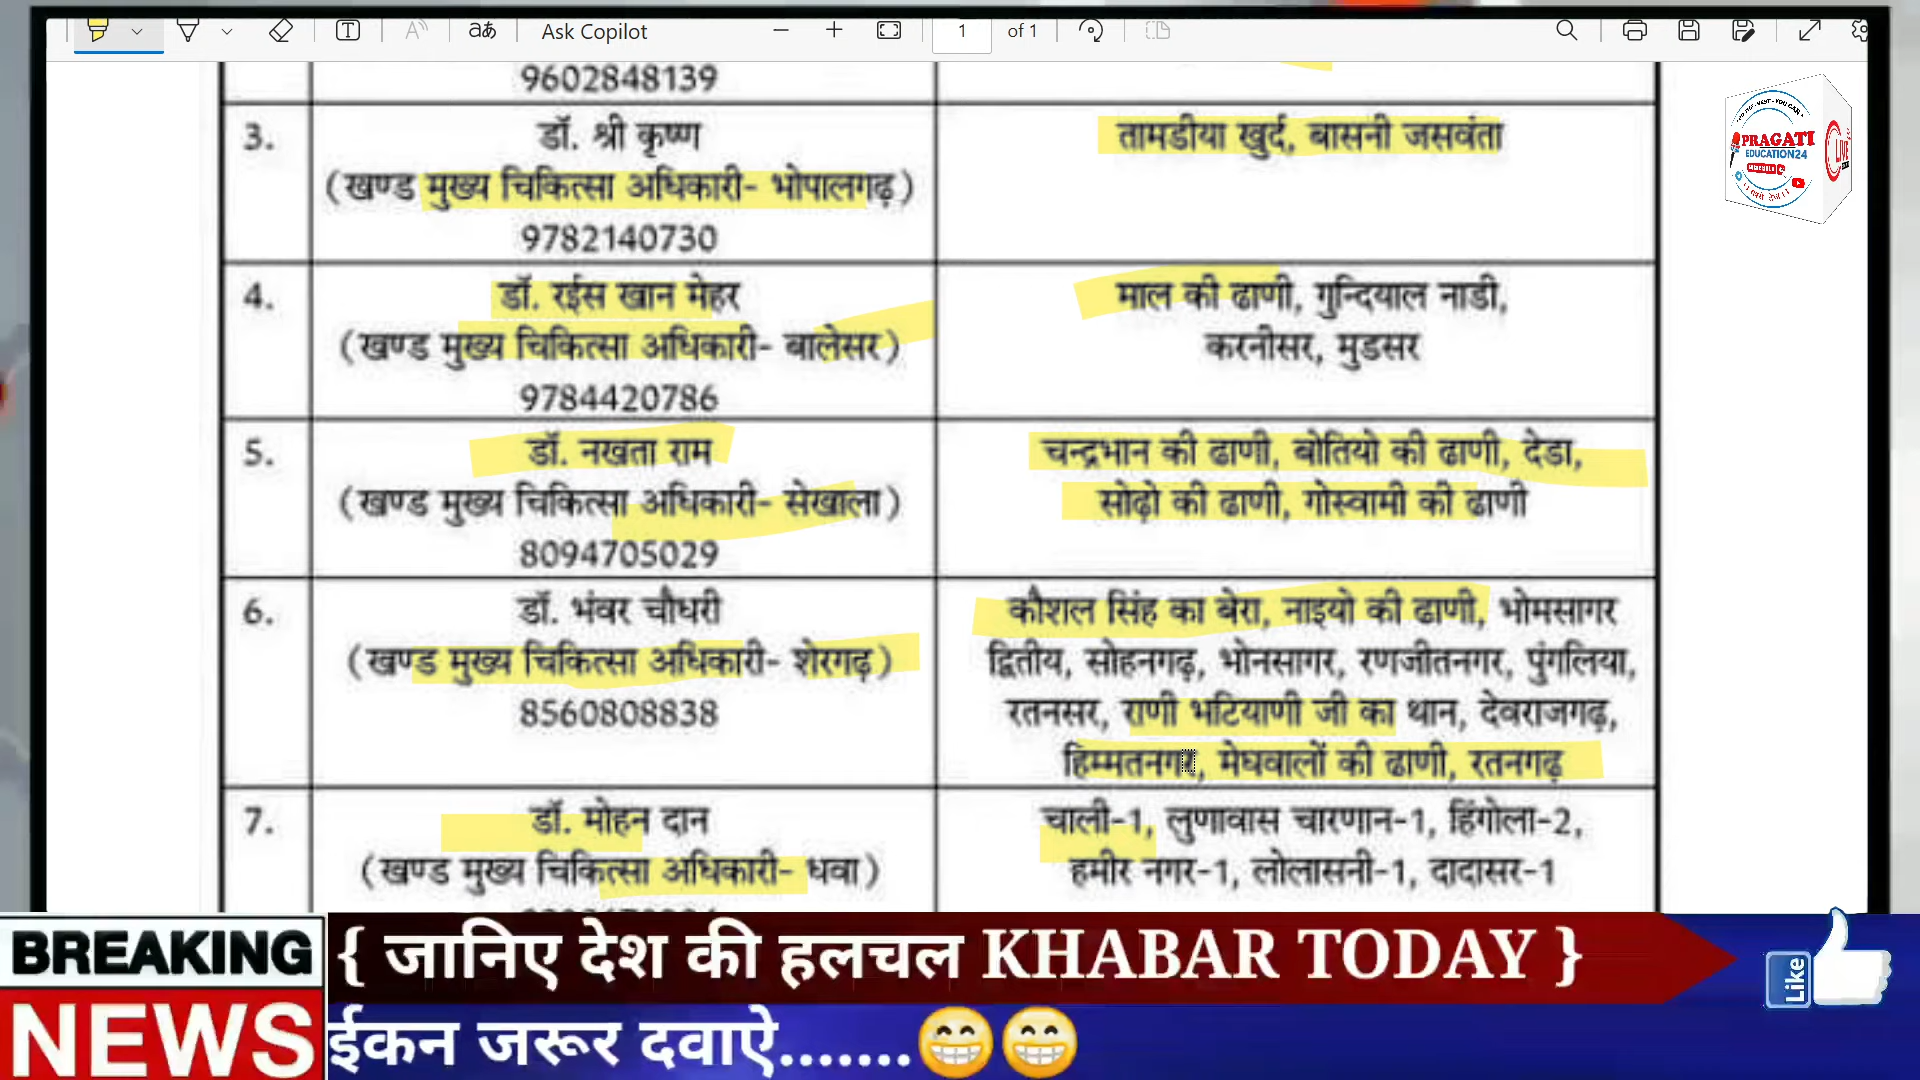 Ask Copilot
1 of 1
9602848139
3.
डॉ. श्री कृष्ण
(खण्ड मुख्य चिकित्सा अधिकारी- भोपालगढ़)
9782140730
तामडीया खुर्द, बासनी जसवंता
4.
डॉ. रईस खान मेहर
(खण्ड मुख्य चिकित्सा अधिकारी- बालेसर)
9784420786
माल की ढाणी, गुन्दियाल नाडी,
करनीसर, मुडसर
5.
डॉ. नखता राम
(खण्ड मुख्य चिकित्सा अधिकारी- सेखाला)
8094705029
चन्द्रभान की ढाणी, बोतियो की ढाणी, देडा,
सोढ़ो की ढाणी, गोस्वामी की ढाणी
6.
डॉ. भंवर चौधरी
(खण्ड मुख्य चिकित्सा अधिकारी- शेरगढ़)
8560808838
कौशल सिंह का बेरा, नाइयो की ढाणी, भोमसागर
द्वितीय, सोहनगढ़, भोनसागर, रणजीतनगर, पुंगलिया,
रतनसर, राणी भटियाणी जी का थान, देवराजगढ़,
हिम्मतनगर, मेघवालों की ढाणी, रतनगढ़
7.
डॉ. मोहन दान
(खण्ड मुख्य चिकित्सा अधिकारी- धवा)
चाली-1, लुणावास चारणान-1, हिंगोला-2,
हमीर नगर-1, लोलासनी-1, दादासर-1
PRAGATI
EDUCATION24
LIVE
BREAKING
NEWS
{ जानिए देश की हलचल KHABAR TODAY }
ईकन जरूर दवाऐ.......
Like